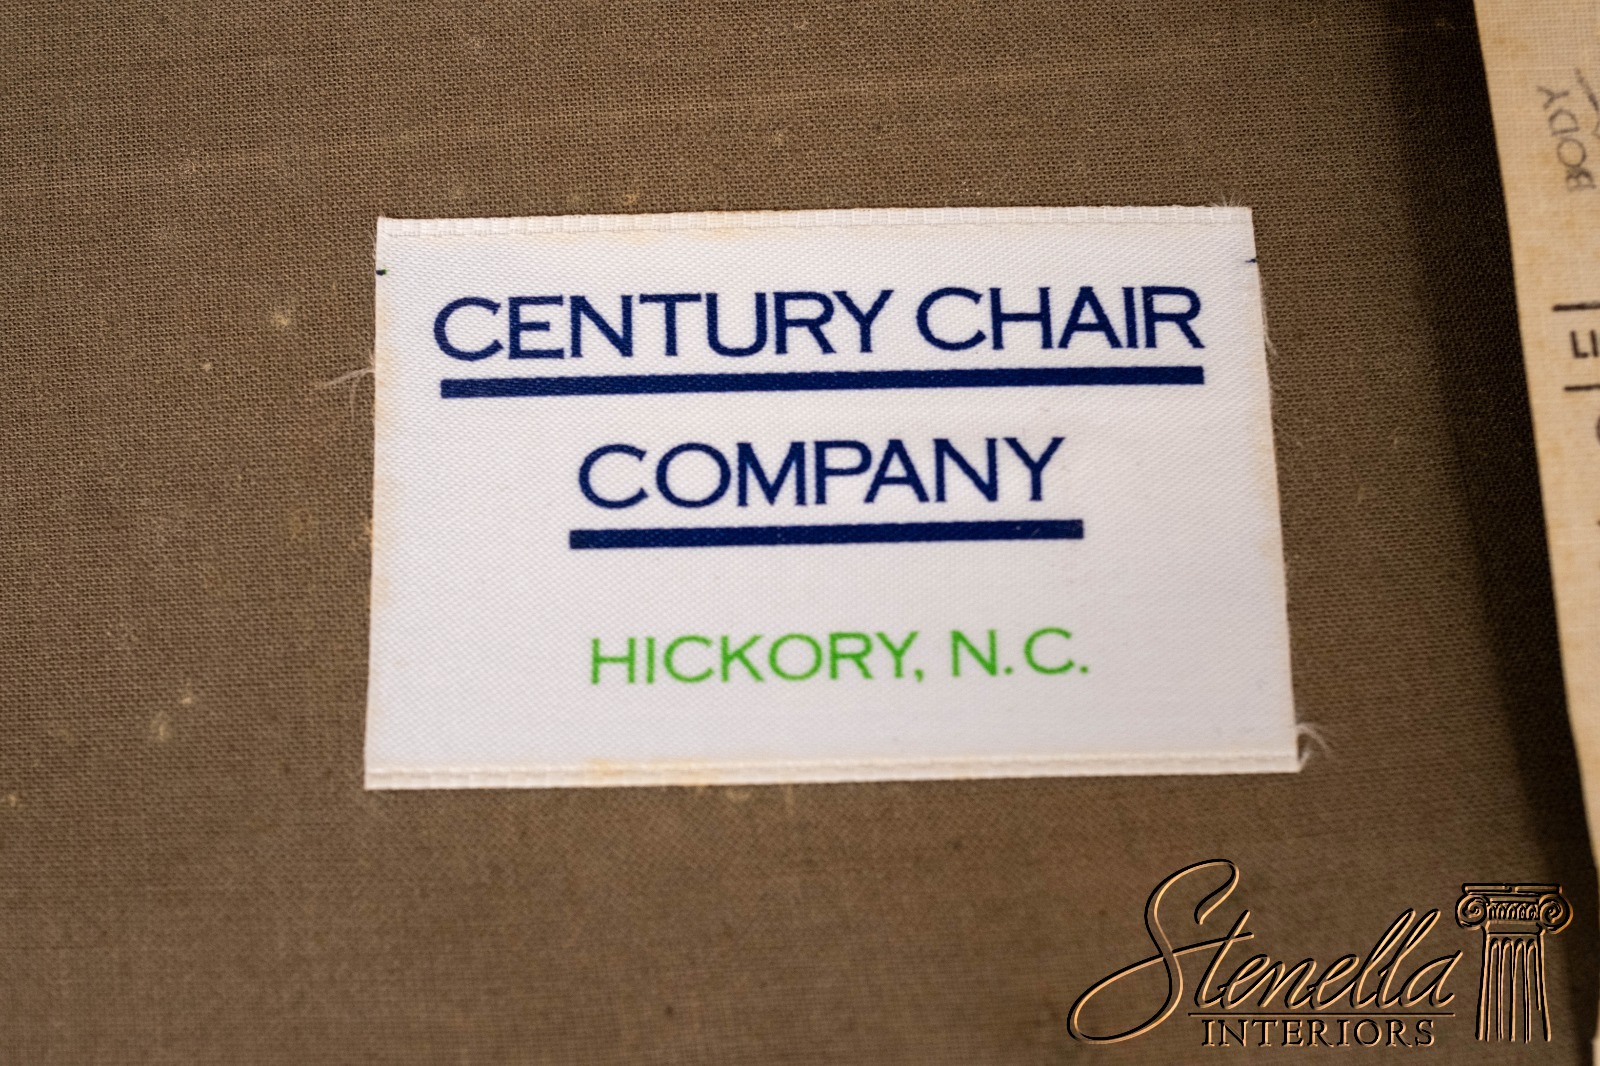 CENTURY CHAIR
COMPANY
HICKORY, N.C.
BODY
Stenella
INTERIORS